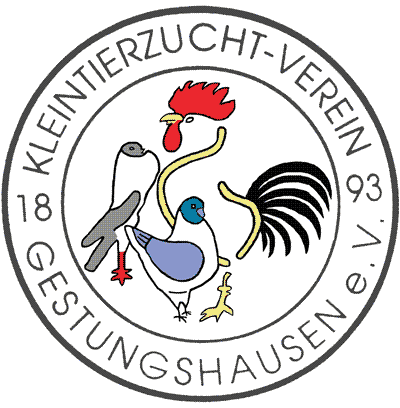 KLEINTIERZUCHT-VEREIN
18 93
GESTUNGSHAUSEN e.V.